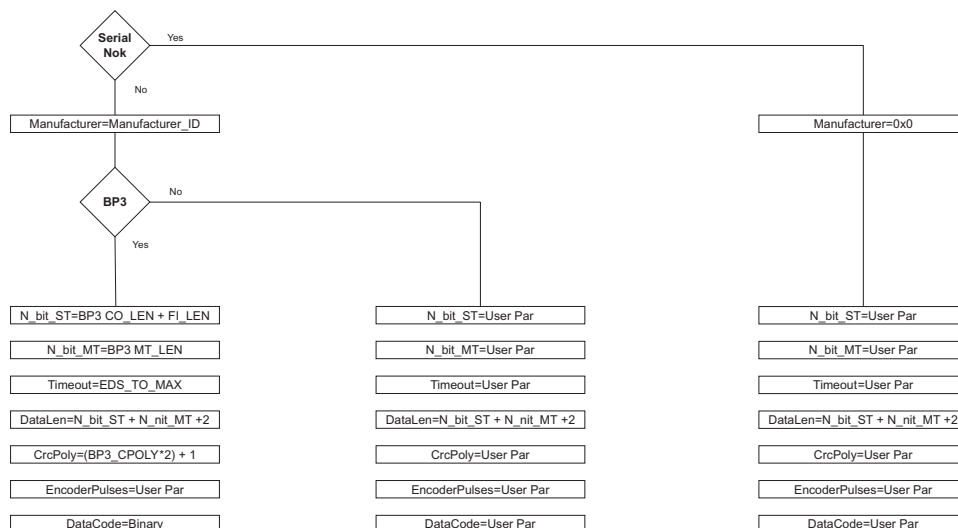 Serial
Nok
Yes
No
Manufacturer=Manufacturer_ID
Manufacturer=0x0
BP3
No
Yes
N_bit_ST=BP3 CO_LEN + FI_LEN
N_bit_ST=User Par
N_bit_ST=User Par
N_bit_MT=BP3 MT_LEN
N_bit_MT=User Par
N_bit_MT=User Par
Timeout=EDS_TO_MAX
Timeout=User Par
Timeout=User Par
DataLen=N_bit_ST + N_nit_MT +2
DataLen=N_bit_ST + N_nit_MT +2
DataLen=N_bit_ST + N_nit_MT +2
CrcPoly=(BP3_CPOLY*2) + 1
CrcPoly=User Par
CrcPoly=User Par
EncoderPulses=User Par
EncoderPulses=User Par
EncoderPulses=User Par
DataCode=Binary
DataCode=User Par
DataCode=User Par